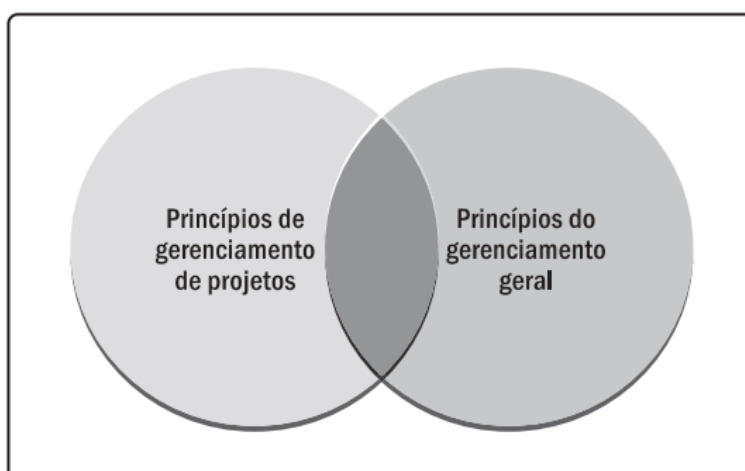 Princípios de
gerenciamento
de projetos
Princípios do
gerenciamento
geral